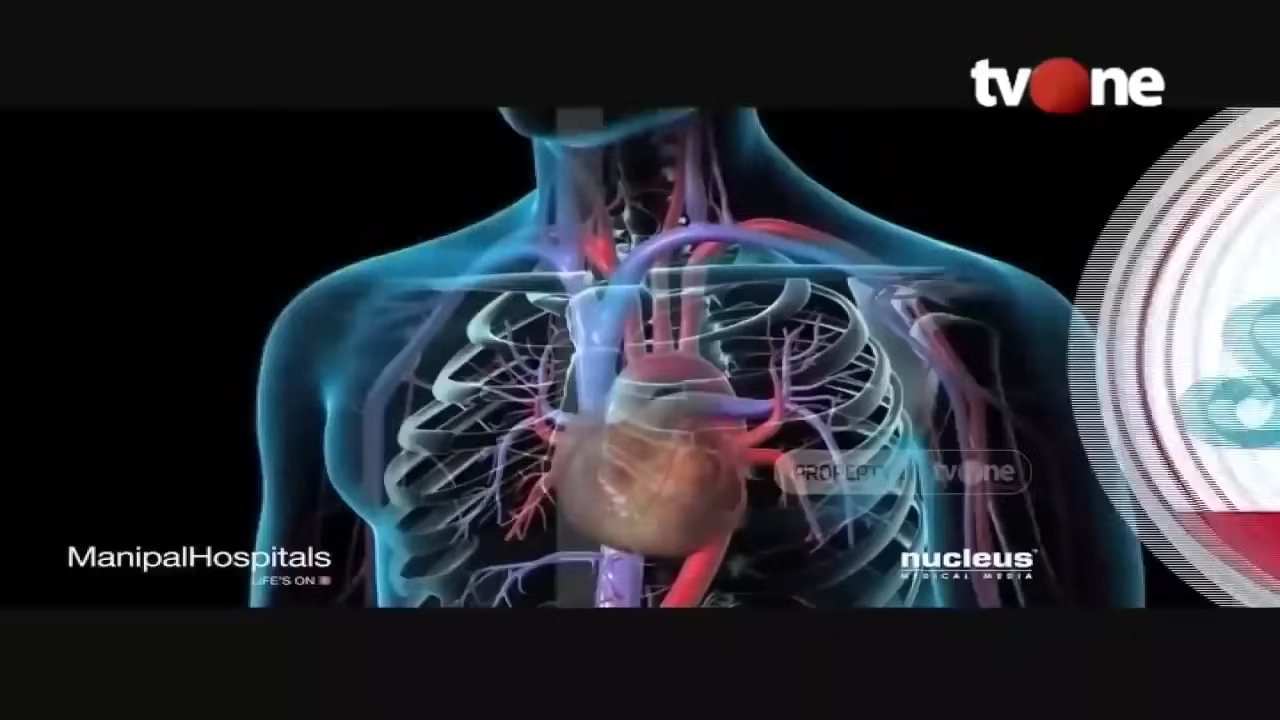 tvone
PROPERTY tvone
ManipalHospitals
LIFE'S ON
nucleus
MEDICAL MEDIA